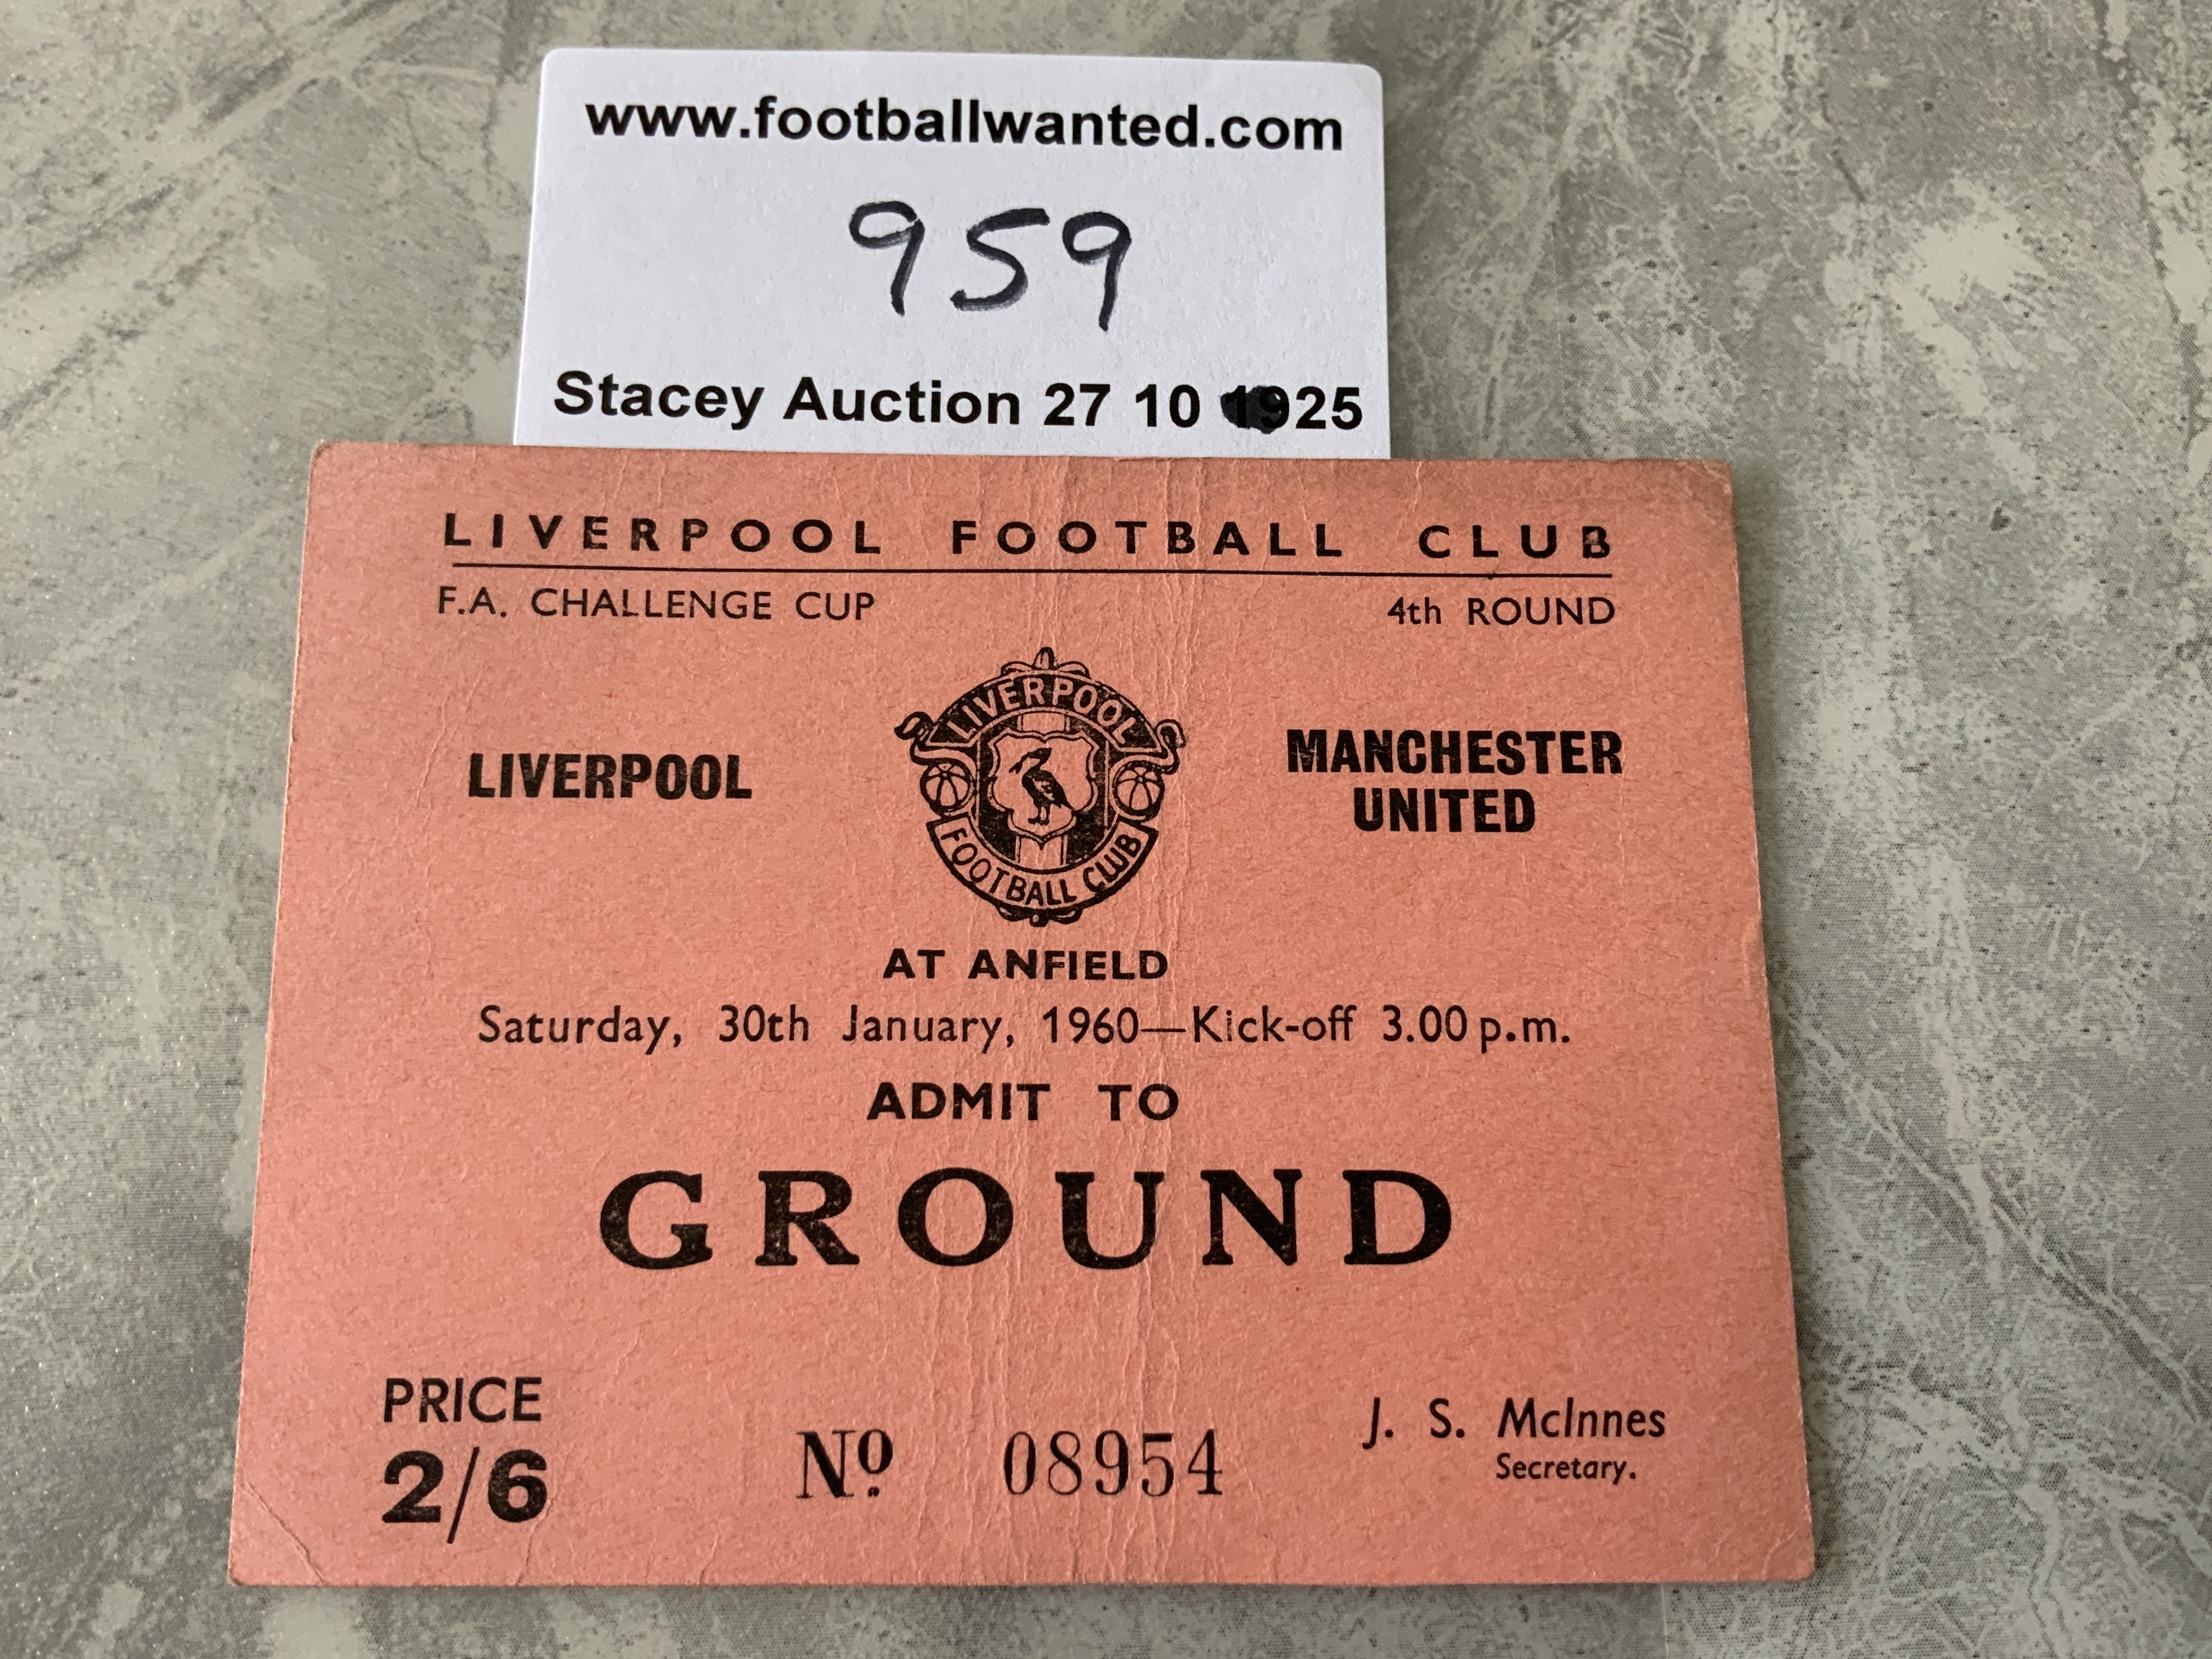 www.footballwanted.com
959
Stacey Auction 27 10 1925
LIVERPOOL FOOTBALL CLUB
F.A. CHALLENGE CUP 4th ROUND
LIVERPOOL
LIVERPOOL
FOOTBALL CLUB
MANCHESTER
UNITED
AT ANFIELD
Saturday, 30th January, 1960—Kick-off 3.00 p.m.
ADMIT TO
GROUND
PRICE
2/6
Nº 08954
J. S. McInnes
Secretary.